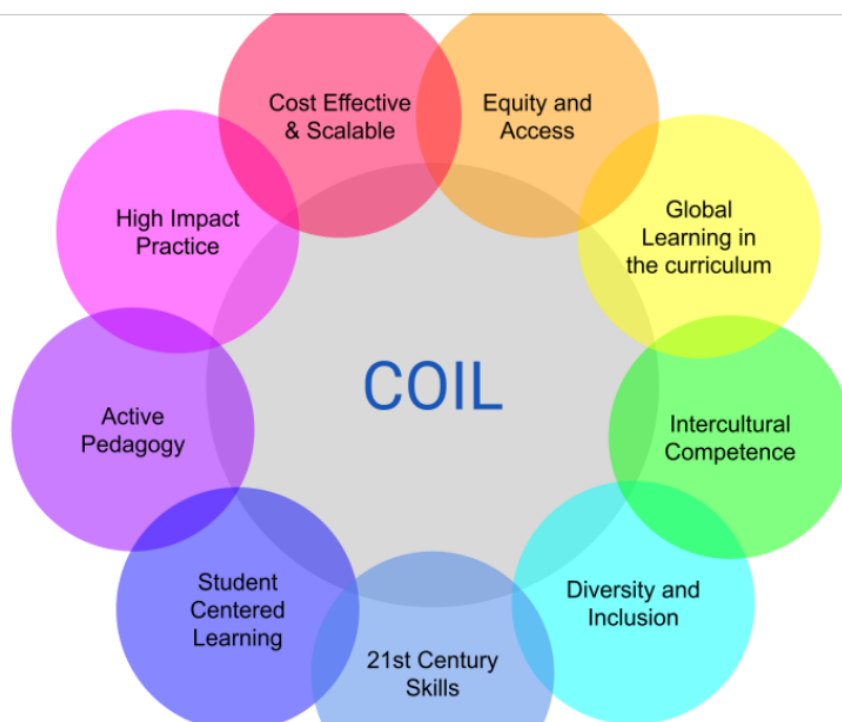 Cost Effective
& Scalable
Equity and
Access
Global
Learning in
the curriculum
High Impact
Practice
COIL
Intercultural
Competence
Active
Pedagogy
Diversity and
Inclusion
Student
Centered
Learning
21st Century
Skills